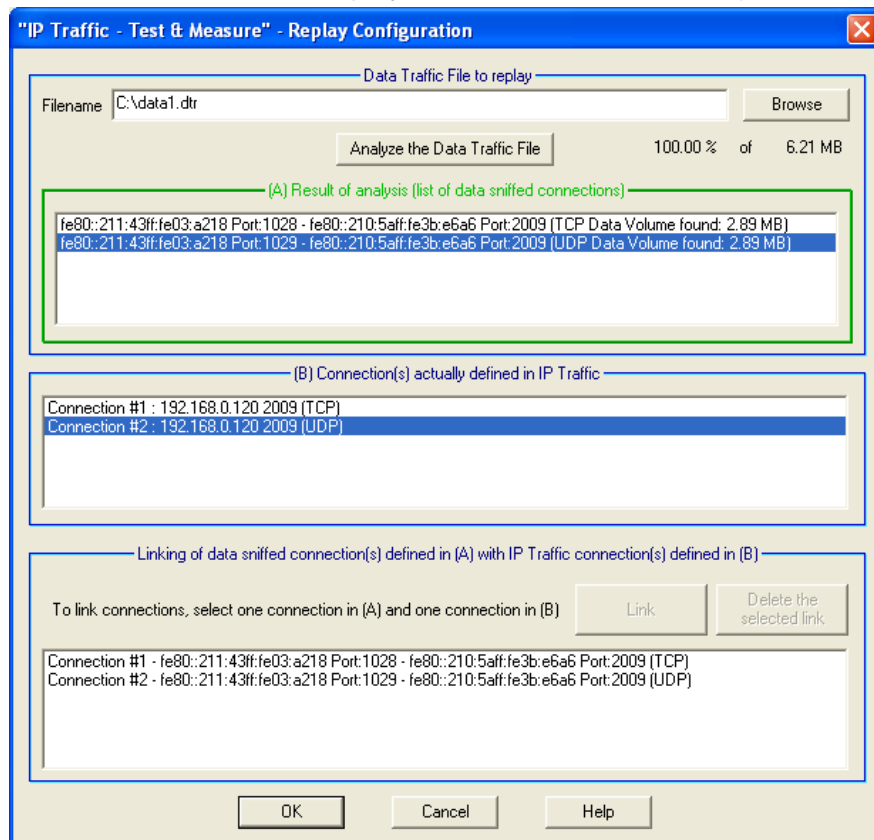 "IP Traffic - Test & Measure" - Replay Configuration
Data Traffic File to replay
Filename C:\data1.dtr Browse
Analyze the Data Traffic File 100.00 % of 6.21 MB
(A) Result of analysis (list of data sniffed connections)
fe80::211:43ff:fe03:a218 Port:1028 - fe80::210:5aff:fe3b:e6a6 Port:2009 (TCP Data Volume found: 2.89 MB)
fe80::211:43ff:fe03:a218 Port:1029 - fe80::210:5aff:fe3b:e6a6 Port:2009 (UDP Data Volume found: 2.89 MB)
(B) Connection(s) actually defined in IP Traffic
Connection #1 : 192.168.0.120 2009 (TCP)
Connection #2 : 192.168.0.120 2009 (UDP)
Linking of data sniffed connection(s) defined in (A) with IP Traffic connection(s) defined in (B)
To link connections, select one connection in (A) and one connection in (B) Link Delete the
selected link
Connection #1 - fe80::211:43ff:fe03:a218 Port:1028 - fe80::210:5aff:fe3b:e6a6 Port:2009 (TCP)
Connection #2 - fe80::211:43ff:fe03:a218 Port:1029 - fe80::210:5aff:fe3b:e6a6 Port:2009 (UDP)
OK Cancel Help